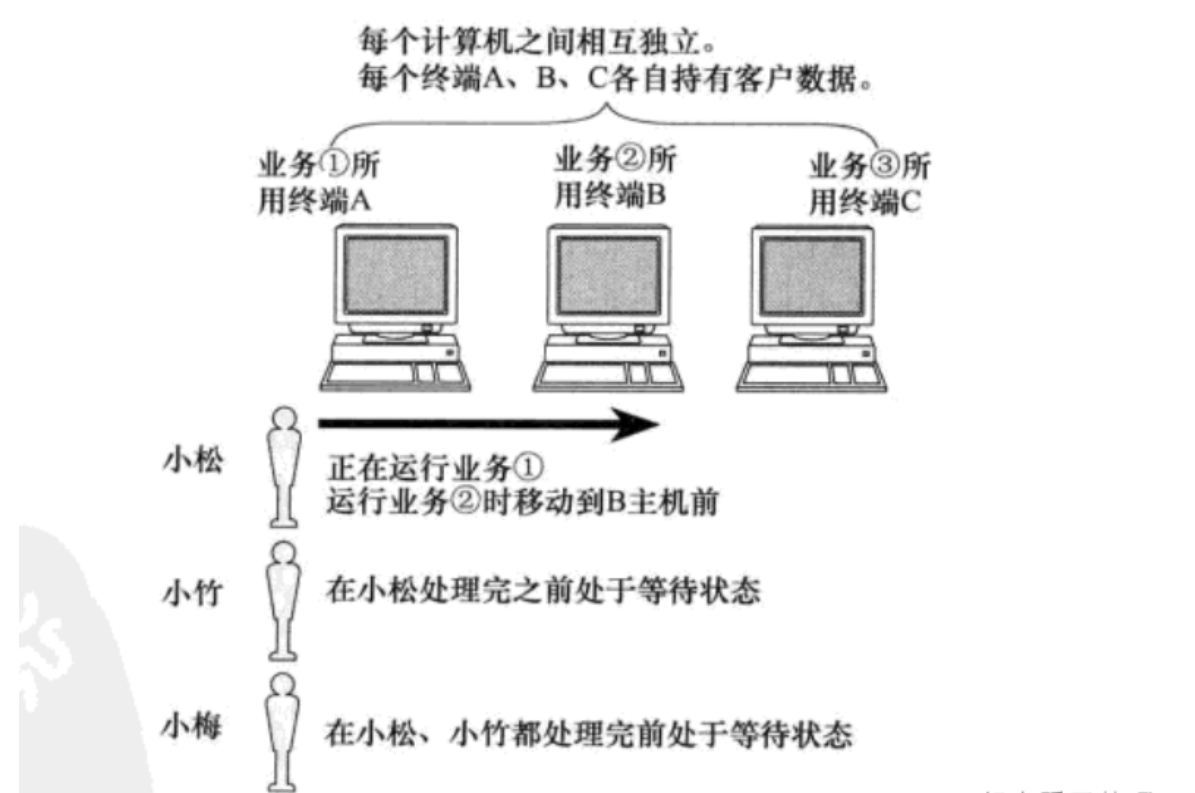 每个计算机之间相互独立。
每个终端A、B、C各自持有客户数据。
业务①所
用终端A
业务②所
用终端B
业务③所
用终端C
小松
正在运行业务①
运行业务②时移动到B主机前
小竹
在小松处理完之前处于等待状态
小梅
在小松、小竹都处理完前处于等待状态